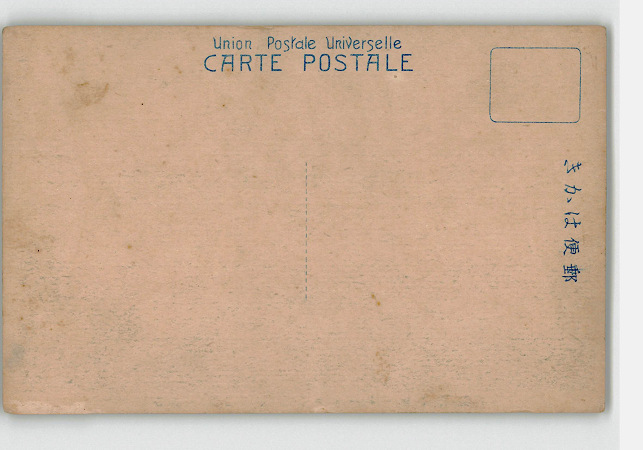 Union Postale Universelle
CARTE POSTALE
きかは便郵